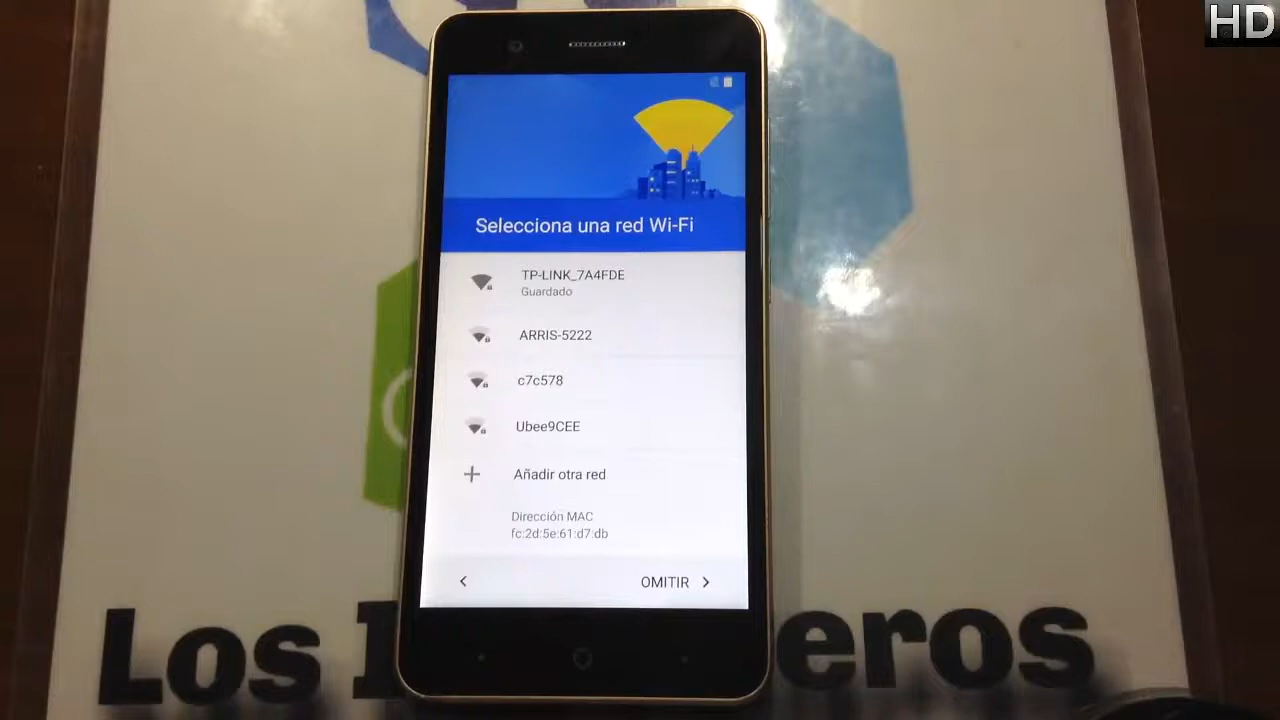 HD
Selecciona una red Wi-Fi
TP-LINK_7A4FDE
Guardado
ARRIS-5222
c7c578
Ubee9CEE
Añadir otra red
Dirección MAC
fc:2d:5e:61:d7:db
OMITIR
Los
eros